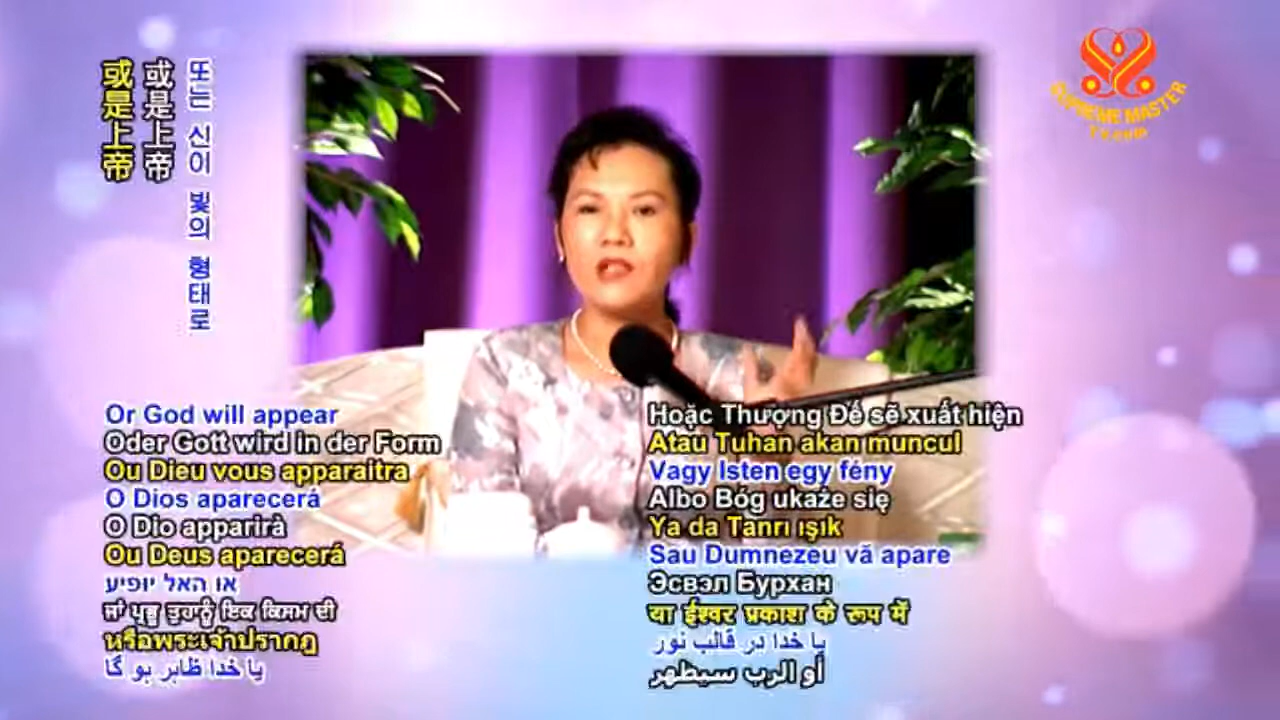 或是上帝
或是上帝
또는 신이 빛의 형태로
SUPREME MASTER
TV.com
Or God will appear
Oder Gott wird in der Form
Ou Dieu vous apparaitra
O Dios aparecerá
O Dio apparirà
Ou Deus aparecerá
או האל יופיע
ਜਾਂ ਪ੍ਰਭੂ ਤੁਹਾਨੂੰ ਇਕ ਕਿਸਮ ਦੀ
หรือพระเจ้าปรากฎ
یا خدا ظاہر ہو گا
Hoặc Thượng Đế sẽ xuất hiện
Atau Tuhan akan muncul
Vagy Isten egy fény
Albo Bóg ukaże się
Ya da Tanrı ışık
Sau Dumnezeu vă apare
Эсвэл Бурхан
या ईश्वर प्रकाश के रूप में
یا خدا در قالب نور
أو الرب سيظهر